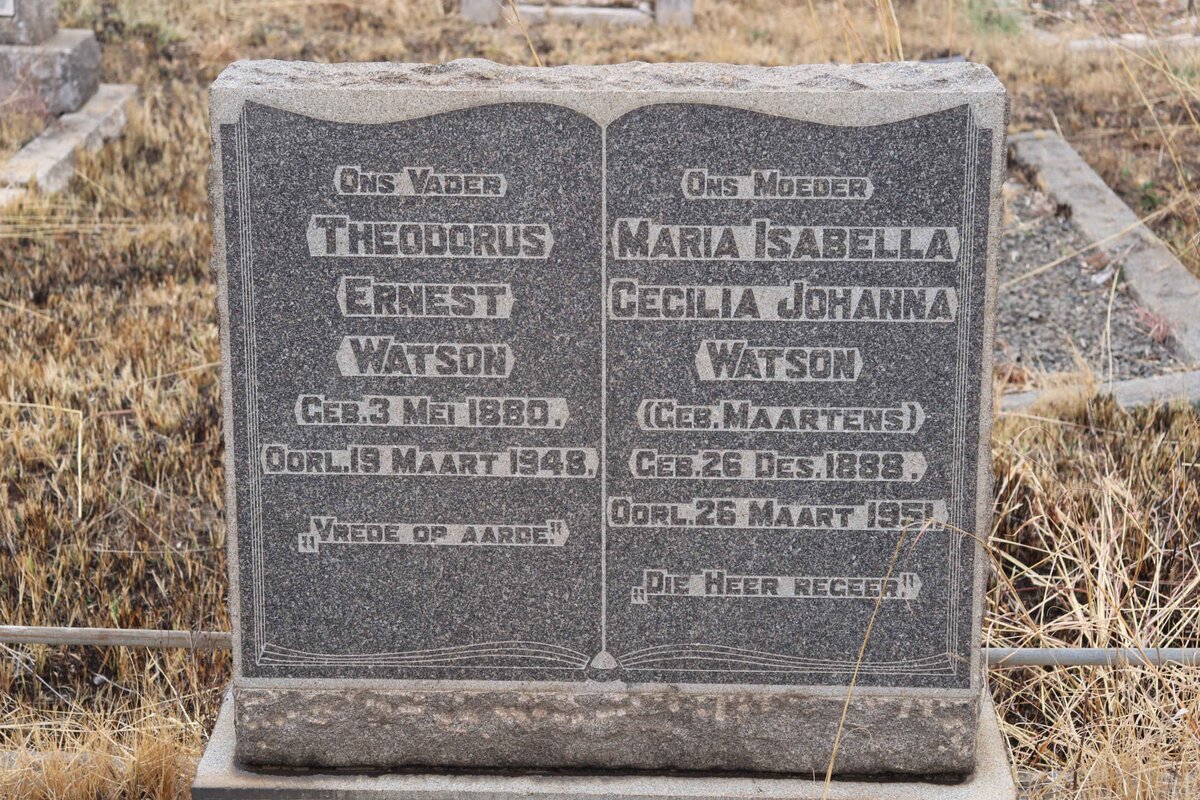 Ons Vader
Theodorus
Ernest
Watson
Geb. 3 Mei 1880,
Oorl. 19 Maart 1948,
„Vrede op aarde."
Ons Moeder
Maria Isabella
Cecilia Johanna
Watson
(Geb. Maartens)
Geb. 26 Des. 1888,
Oorl. 26 Maart 1951,
„Die Heer regeer."